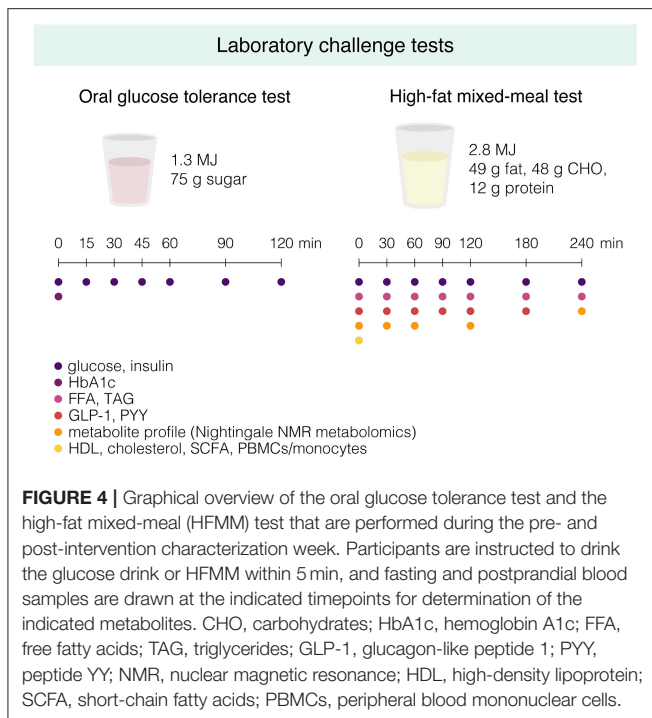 Laboratory challenge tests
Oral glucose tolerance test
1.3 MJ
75 g sugar
0 15 30 45 60 90 120 min
High-fat mixed-meal test
2.8 MJ
49 g fat, 48 g CHO,
12 g protein
0 30 60 90 120 180 240 min
glucose, insulin
HbA1c
FFA, TAG
GLP-1, PYY
metabolite profile (Nightingale NMR metabolomics)
HDL, cholesterol, SCFA, PBMCs/monocytes
FIGURE 4 | Graphical overview of the oral glucose tolerance test and the
high-fat mixed-meal (HFMM) test that are performed during the pre- and
post-intervention characterization week. Participants are instructed to drink
the glucose drink or HFMM within 5 min, and fasting and postprandial blood
samples are drawn at the indicated timepoints for determination of the
indicated metabolites. CHO, carbohydrates; HbA1c, hemoglobin A1c; FFA,
free fatty acids; TAG, triglycerides; GLP-1, glucagon-like peptide 1; PYY,
peptide YY; NMR, nuclear magnetic resonance; HDL, high-density lipoprotein;
SCFA, short-chain fatty acids; PBMCs, peripheral blood mononuclear cells.